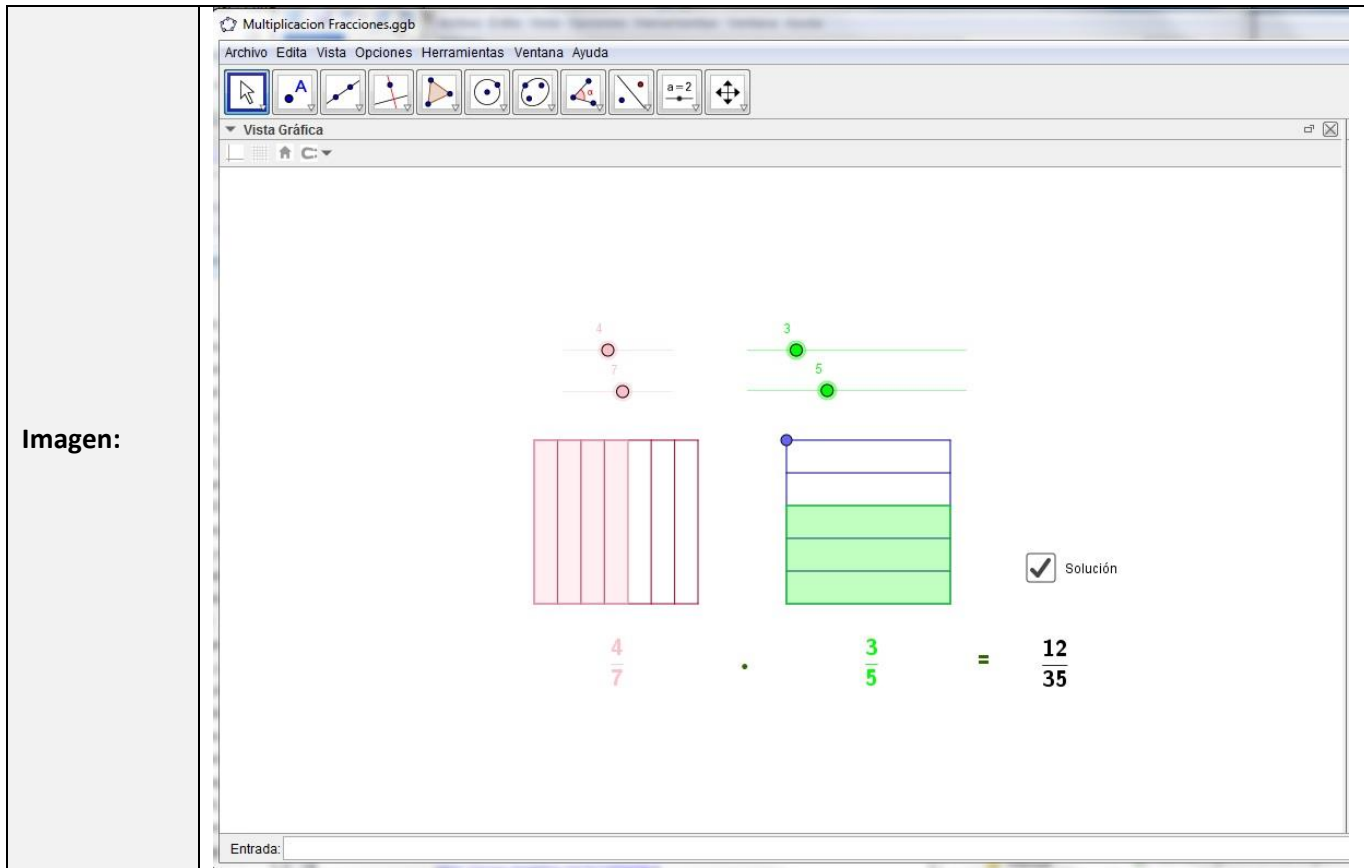 Imagen:
Multiplicacion Fracciones.ggb
Archivo Edita Vista Opciones Herramientas Ventana Ayuda
A
α
a=2
Vista Gráfica
4
3
7
5
Solución
4/7 · 3/5 = 12/35
Entrada: